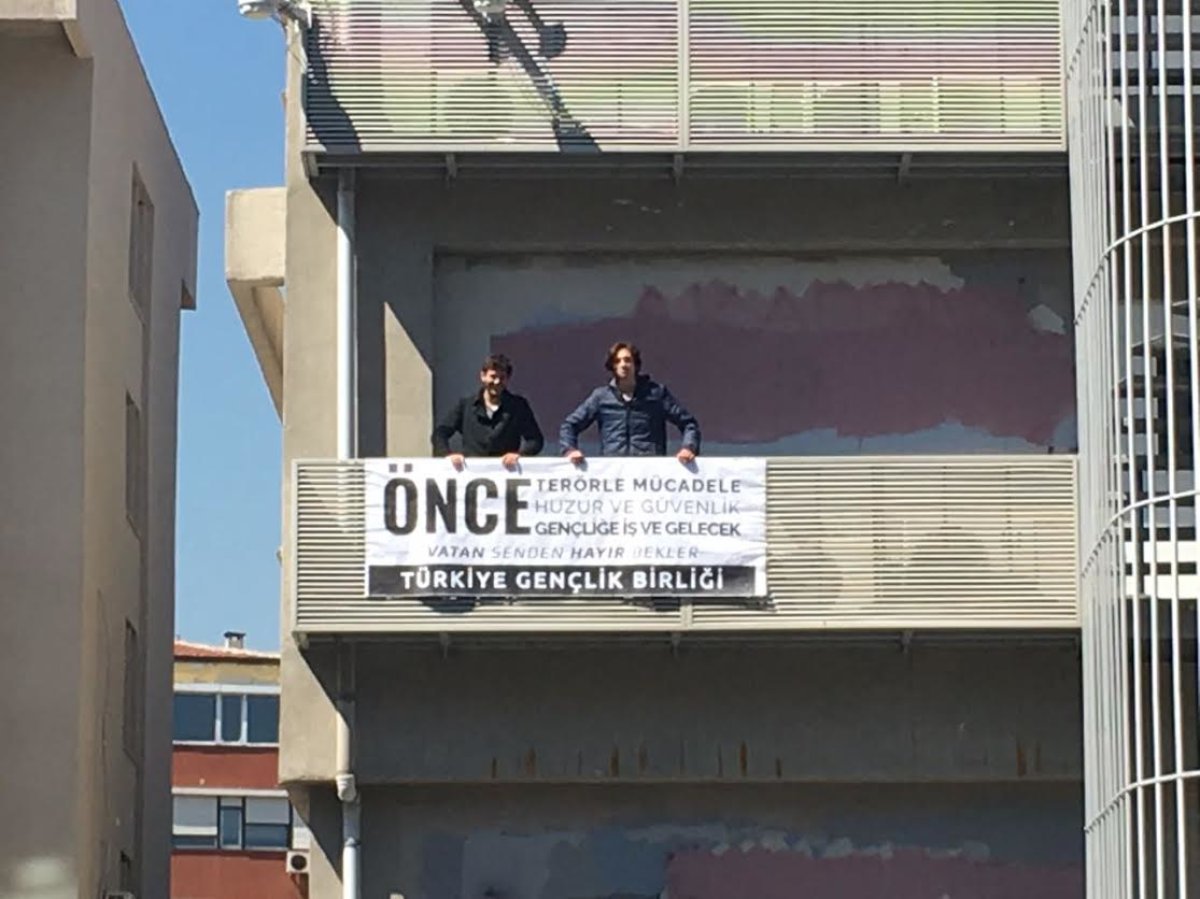 ÖNCE
TERÖRLE MÜCADELE
HUZUR VE GÜVENLİK
GENÇLİĞE İŞ VE GELECEK
VATAN SENDEN HAYIR BEKLER
TÜRKİYE GENÇLİK BİRLİĞİ